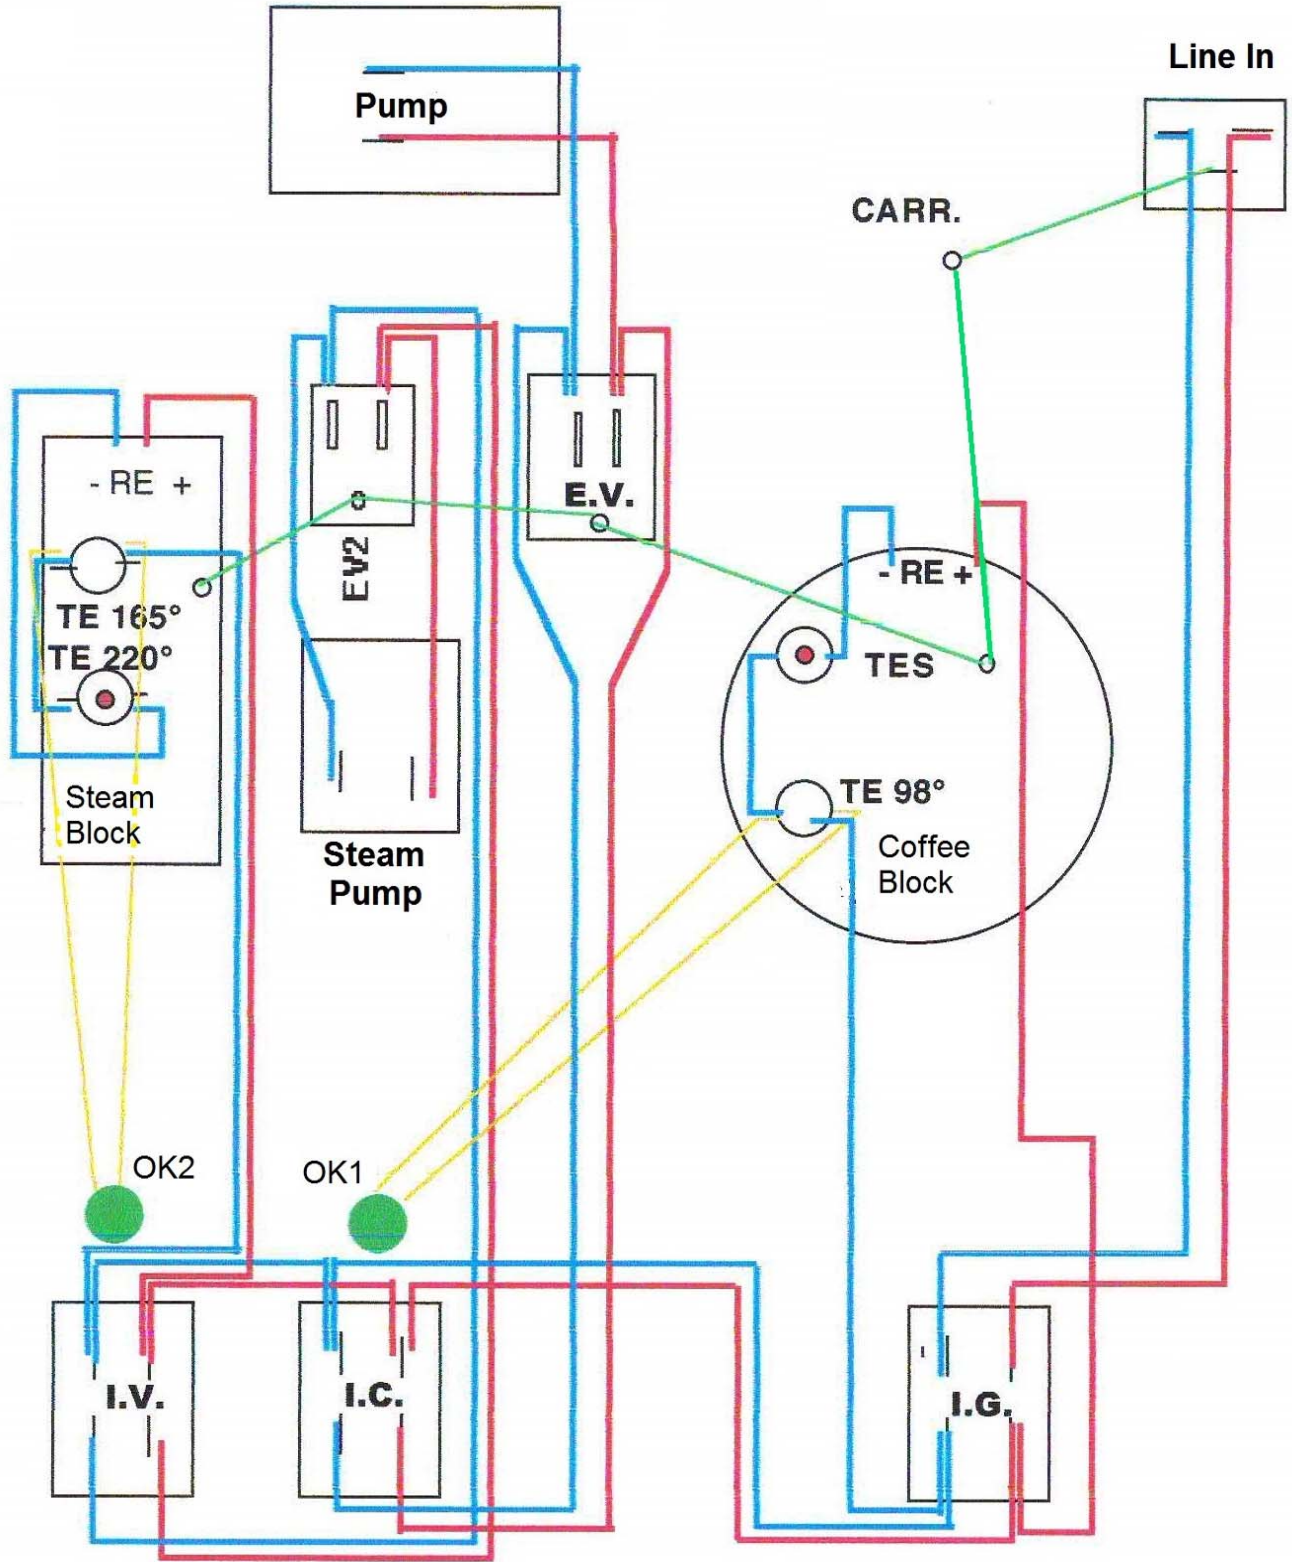 Line In
Pump
CARR.
- RE +
E.V.
EV2
- RE +
TE 165°
TE 220°
TES
TE 98°
Steam
Block
Coffee
Block
Steam
Pump
OK2
OK1
I.V.
I.C.
I.G.